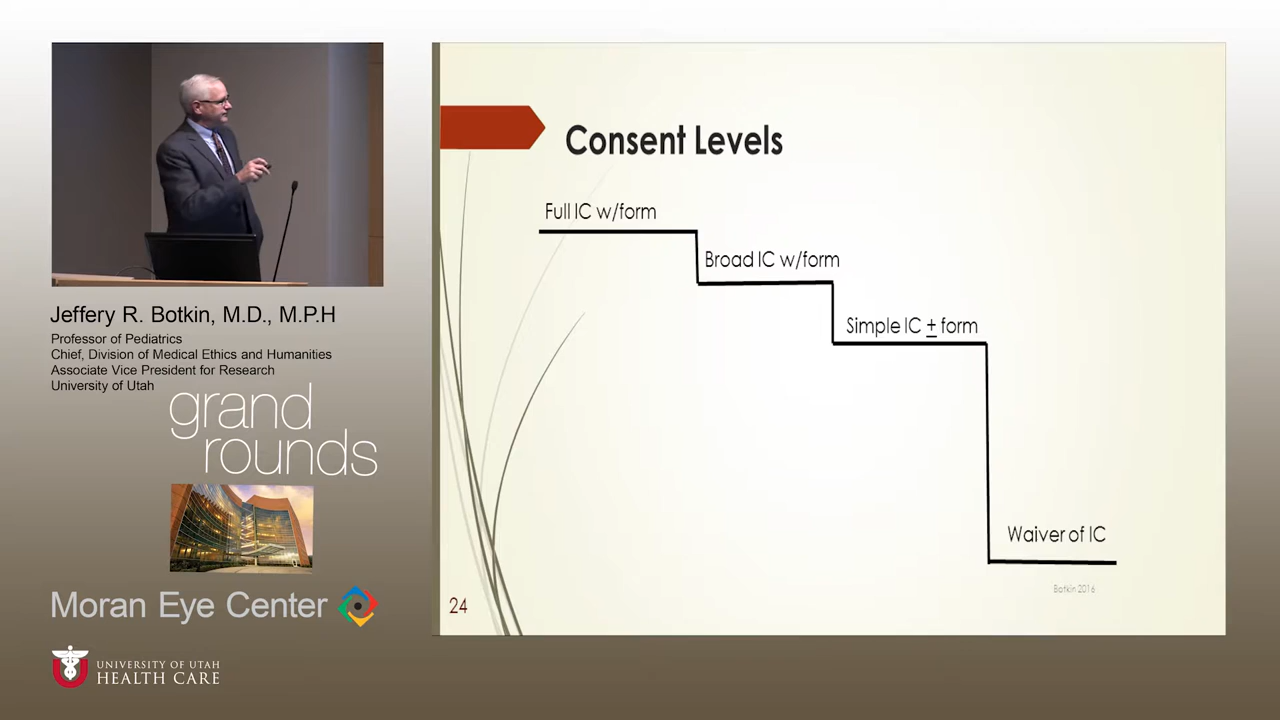 Jeffery R. Botkin, M.D., M.P.H
Professor of Pediatrics
Chief, Division of Medical Ethics and Humanities
Associate Vice President for Research
University of Utah
grand
rounds
Moran Eye Center
UNIVERSITY OF UTAH
HEALTH CARE
Consent Levels
Full IC w/form
Broad IC w/form
Simple IC ± form
Waiver of IC
Botkin 2016
24